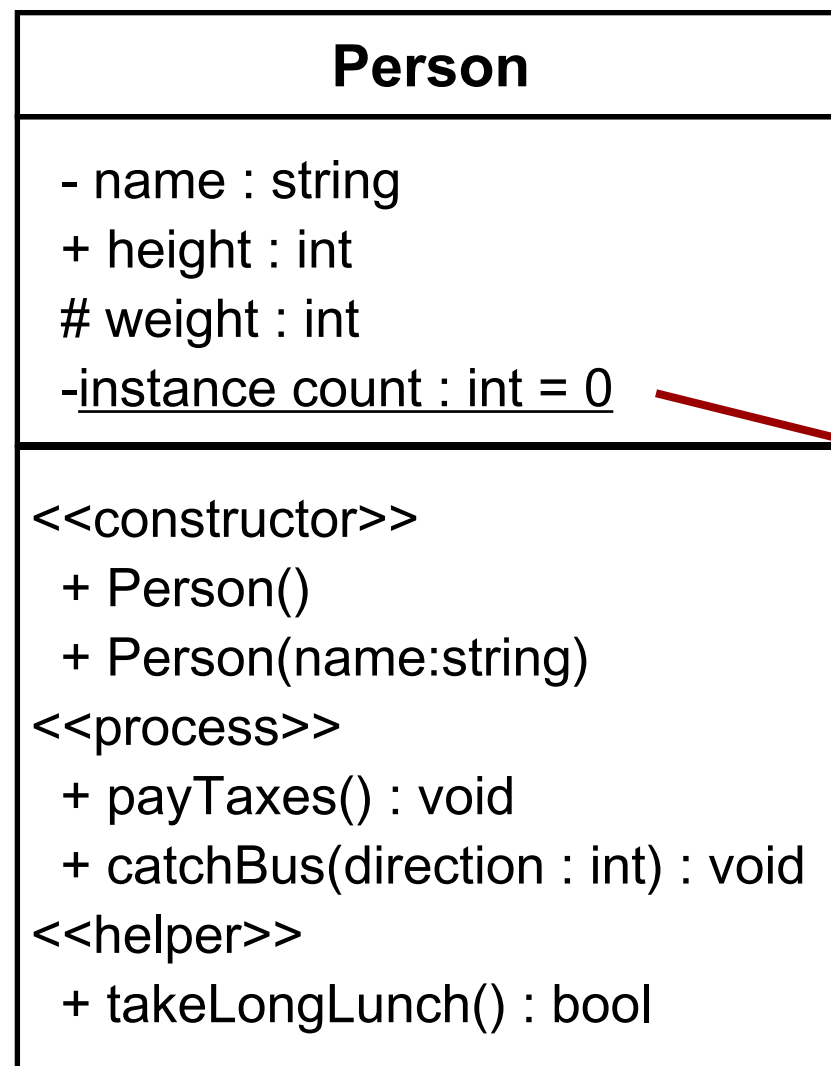 Person
- name : string
+ height : int
# weight : int
-instance count : int = 0
<<constructor>>
+ Person()
+ Person(name:string)
<<process>>
+ payTaxes() : void
+ catchBus(direction : int) : void
<<helper>>
+ takeLongLunch() : bool